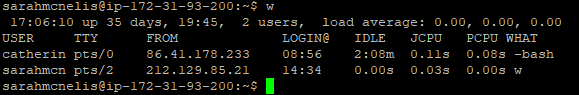 sarahmcnelis@ip-172-31-93-200:~$ w
 17:06:10 up 35 days, 19:45,  2 users,  load average: 0.00, 0.00, 0.00
USER     TTY      FROM             LOGIN@   IDLE   JCPU   PCPU WHAT
catherin pts/0    86.41.178.233    08:56    2:08m  0.11s  0.08s -bash
sarahmcn pts/2    212.129.85.21    14:34    0.00s  0.03s  0.00s w
sarahmcnelis@ip-172-31-93-200:~$